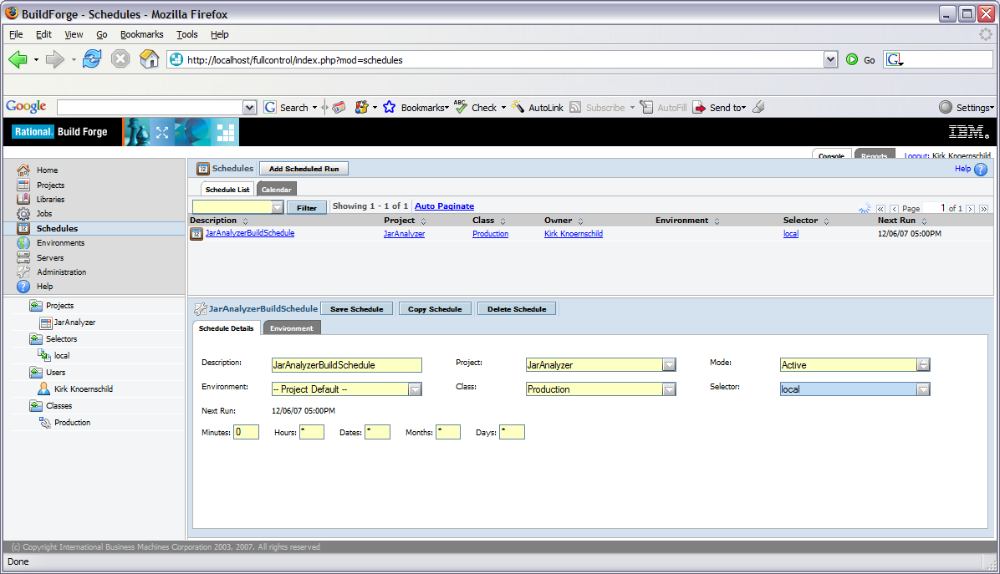 BuildForge - Schedules - Mozilla Firefox
File Edit View Go Bookmarks Tools Help
http://localhost/fullcontrol/index.php?mod=schedules Go G
Google G Search Bookmarks ABC Check AutoLink Subscribe AutoFill Send to Settings
Rational. Build Forge IBM.
Console Reports Logout: Kirk Knoernschild
Home
Projects
Libraries
Jobs
Schedules
Environments
Servers
Administration
Help
Projects
JarAnalyzer
Selectors
local
Users
Kirk Knoernschild
Classes
Production
12 Schedules Add Scheduled Run Help ?
Schedule List Calendar
Filter Showing 1 - 1 of 1 Auto Paginate Page 1 of 1
Description Project Class Owner Environment Selector Next Run
12 JarAnalyzerBuildSchedule JarAnalyzer Production Kirk Knoernschild local 12/06/07 05:00PM
JarAnalyzerBuildSchedule Save Schedule Copy Schedule Delete Schedule
Schedule Details Environment
Description: JarAnalyzerBuildSchedule Project: JarAnalyzer Mode: Active
Environment: -- Project Default -- Class: Production Selector: local
Next Run: 12/06/07 05:00PM
Minutes: 0 Hours: * Dates: * Months: * Days: *
(c) Copyright International Business Machines Corporation 2003, 2007. All rights reserved
Done